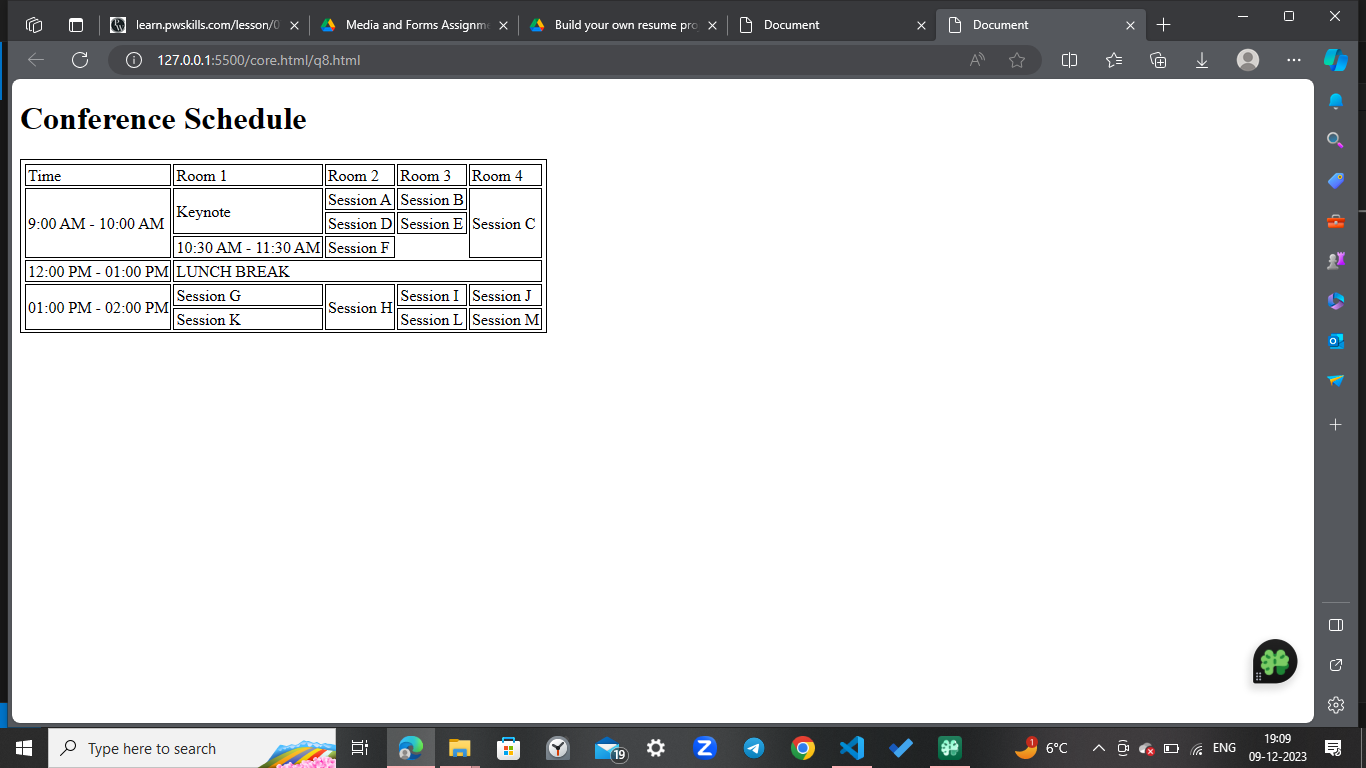 learn.pwskills.com/lesson/0
Media and Forms Assignme
Build your own resume pro
Document
Document
127.0.0.1:5500/core.html/q8.html
Conference Schedule
Time Room 1 Room 2 Room 3 Room 4
9:00 AM - 10:00 AM Keynote Session A Session B Session C
Session D Session E
10:30 AM - 11:30 AM Session F
12:00 PM - 01:00 PM LUNCH BREAK
01:00 PM - 02:00 PM Session G Session H Session I Session J
Session K Session L Session M
Type here to search
19
1
6°C
ENG
19:09
09-12-2023